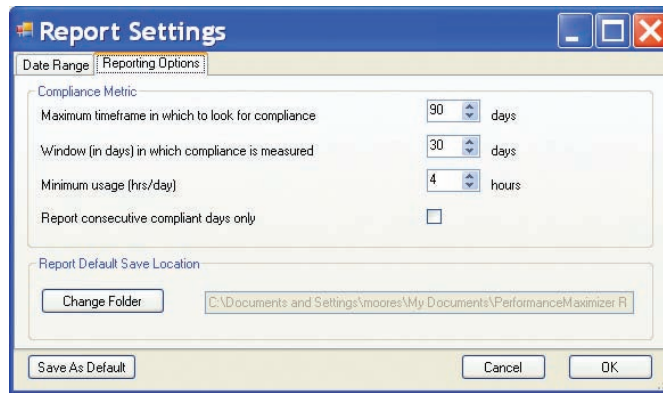 Report Settings
Date Range Reporting Options
Compliance Metric
Maximum timeframe in which to look for compliance 90 days
Window (in days) in which compliance is measured 30 days
Minimum usage (hrs/day) 4 hours
Report consecutive compliant days only
Report Default Save Location
Change Folder C:\Documents and Settings\moores\My Documents\PerformanceMaximizer R
Save As Default Cancel OK